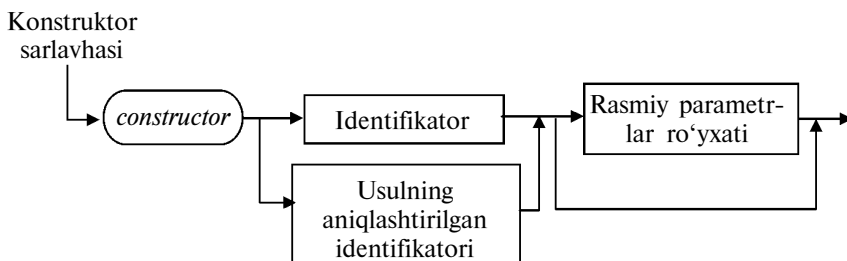 Konstruktor
sarlavhasi
constructor
Identifikator
Rasmiy parametr-
lar ro‘yxati
Usulning
aniqlashtirilgan
identifikatori